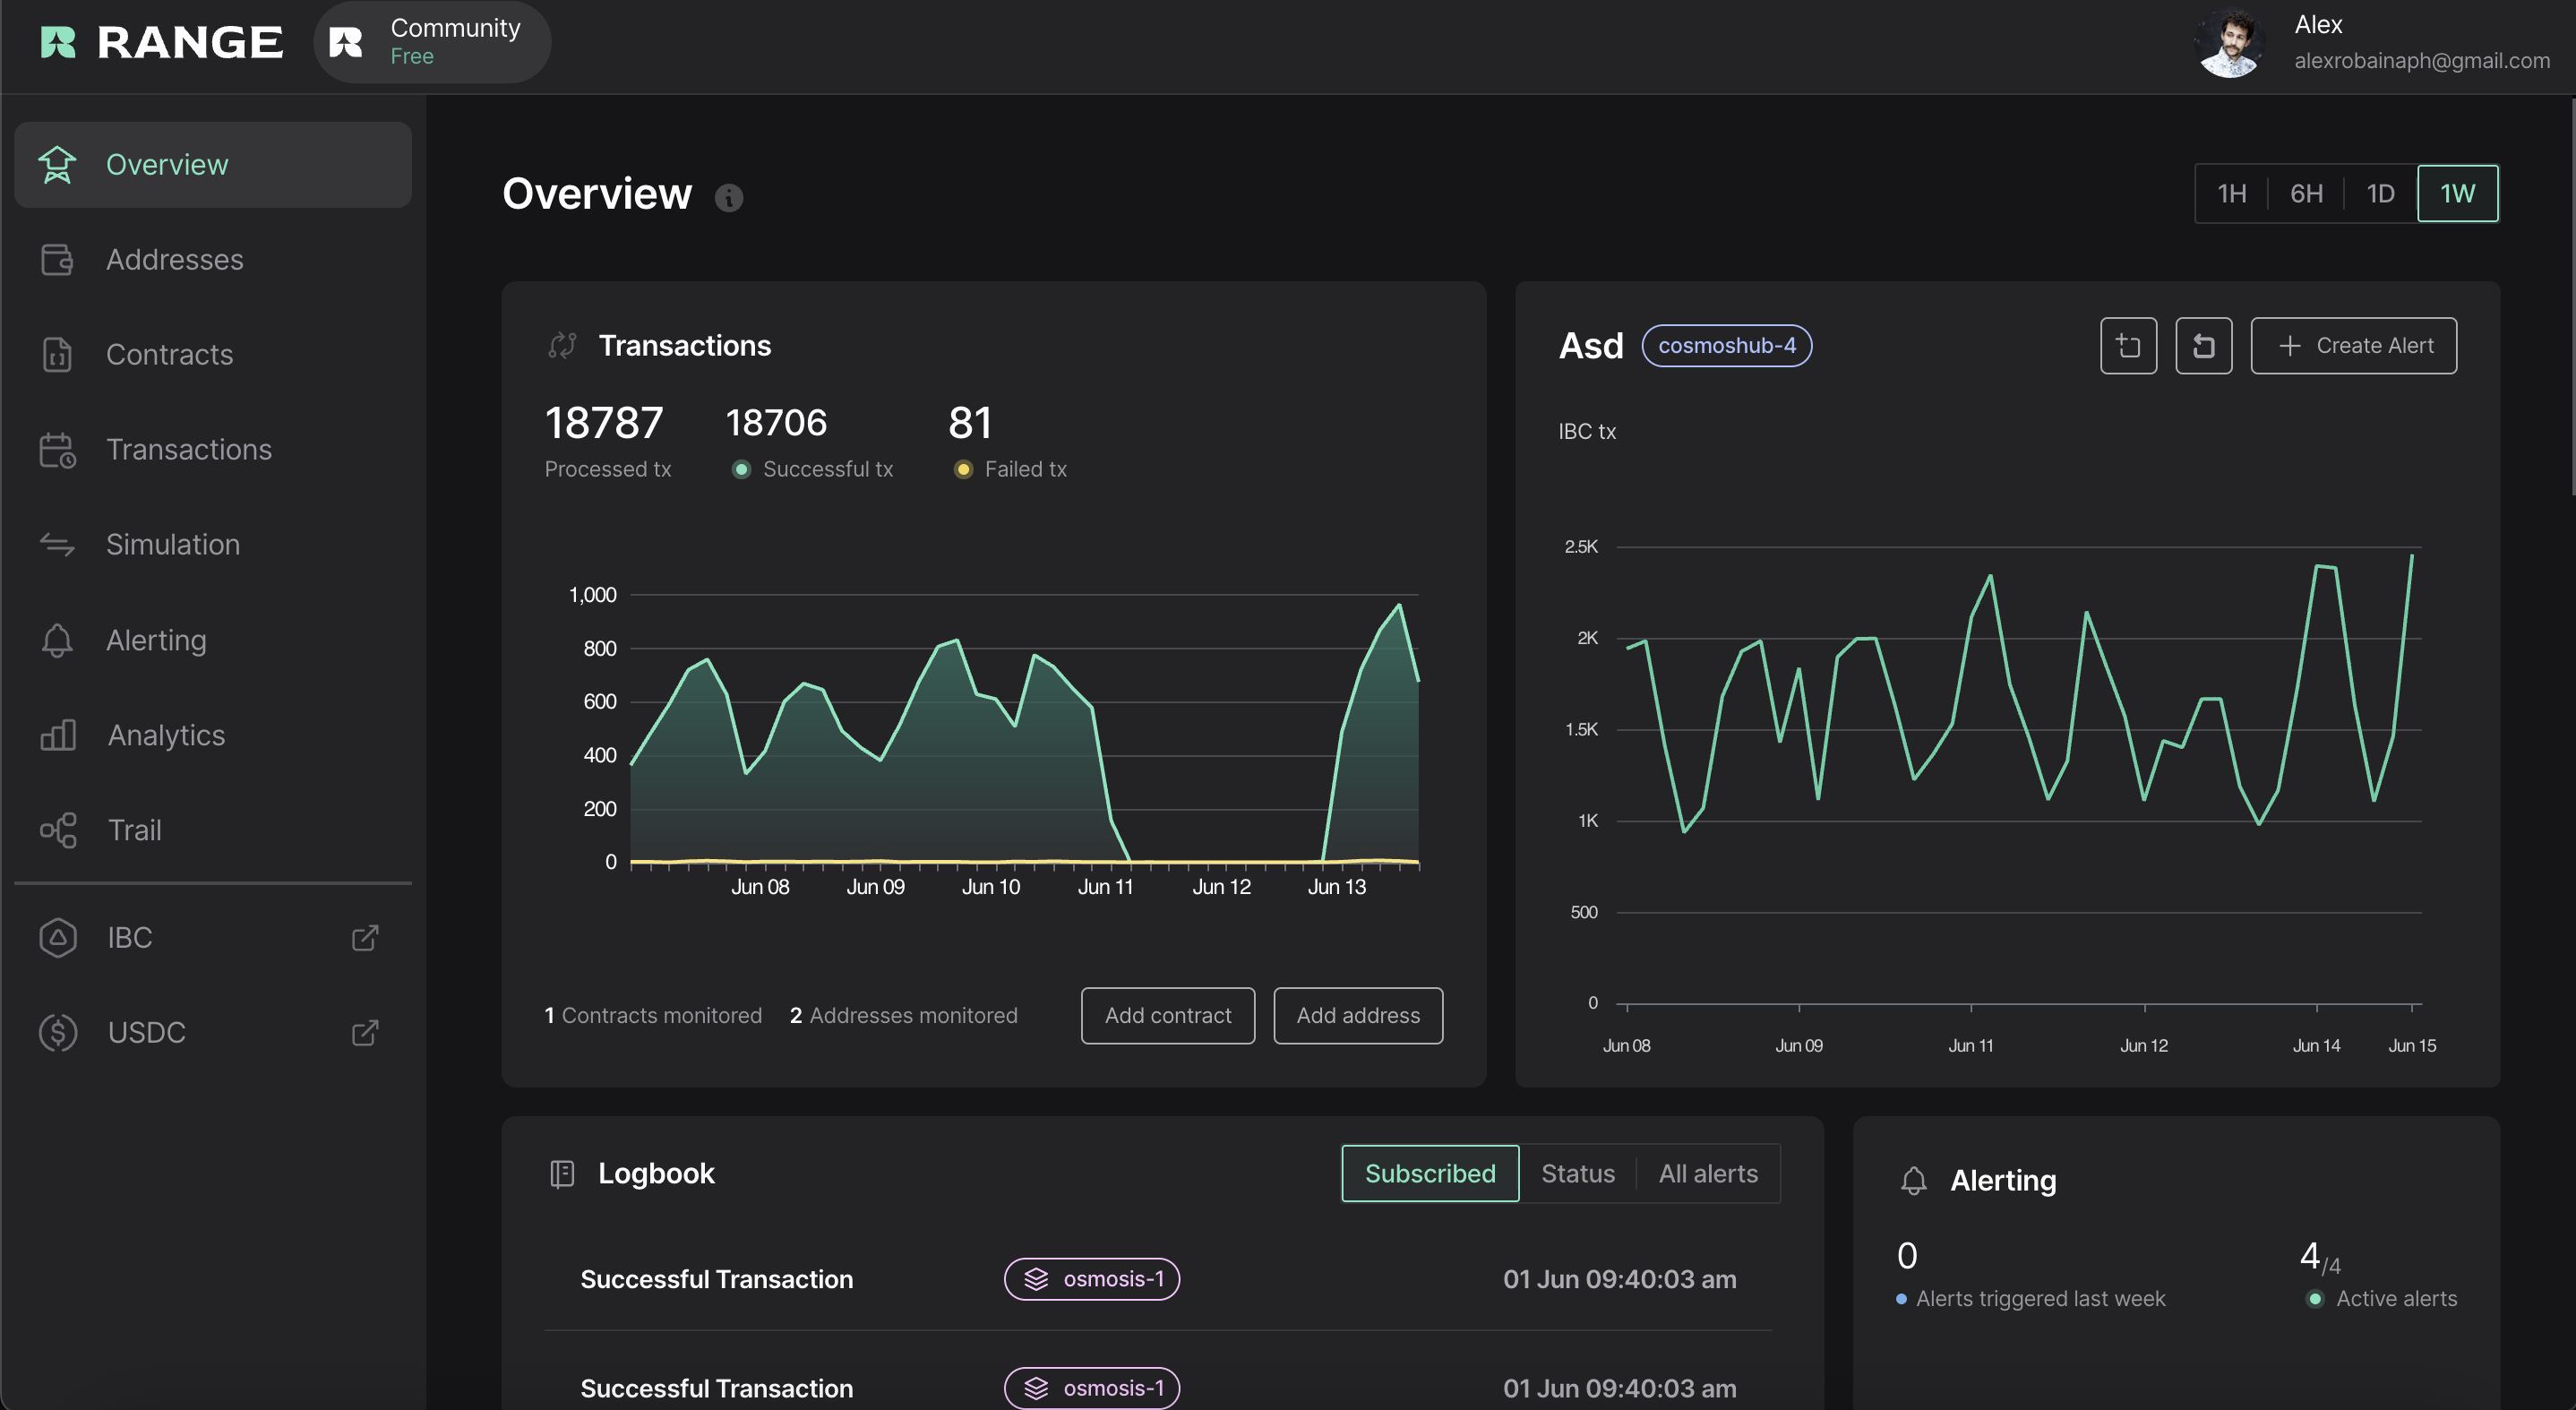 RANGE
Community
Free
Alex
alexrobainaph@gmail.com
Overview
Addresses
Contracts
Transactions
Simulation
Alerting
Analytics
Trail
IBC
USDC
Overview
1H 6H 1D 1W
Transactions
18787 18706 81
Processed tx Successful tx Failed tx
1,000
800
600
400
200
0
Jun 08 Jun 09 Jun 10 Jun 11 Jun 12 Jun 13
1 Contracts monitored 2 Addresses monitored Add contract Add address
Asd cosmoshub-4 Create Alert
IBC tx
2.5K
2K
1.5K
1K
500
0
Jun 08 Jun 09 Jun 11 Jun 12 Jun 14 Jun 15
Logbook Subscribed Status All alerts
Successful Transaction osmosis-1 01 Jun 09:40:03 am
Successful Transaction osmosis-1 01 Jun 09:40:03 am
Alerting
0 4/4
Alerts triggered last week Active alerts